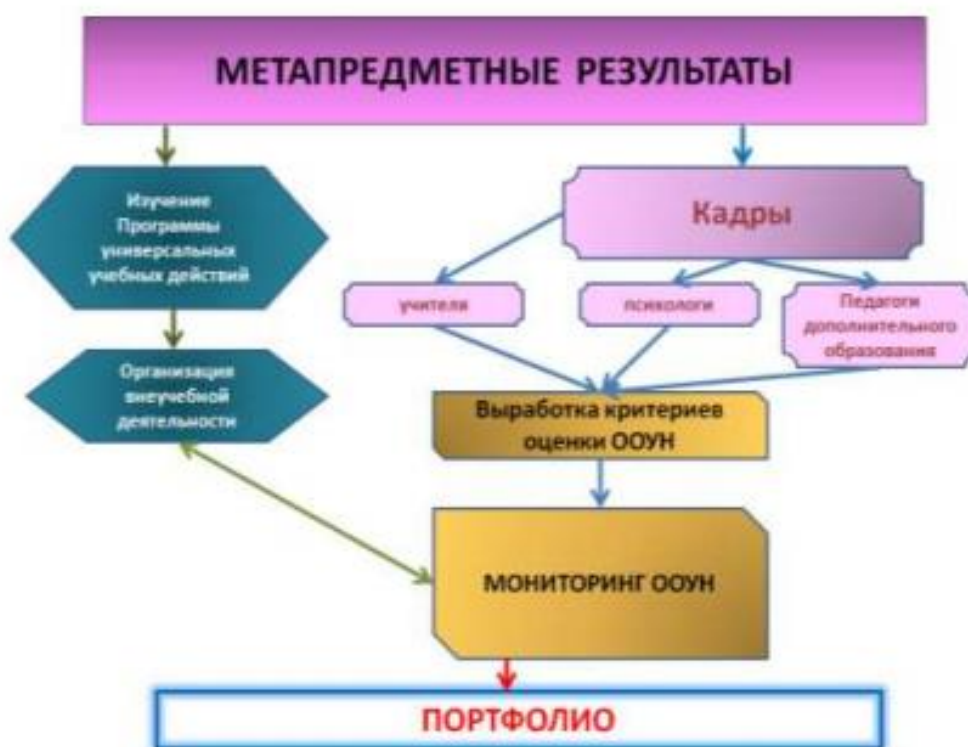 МЕТАПРЕДМЕТНЫЕ РЕЗУЛЬТАТЫ
Изучение
Программы
универсальных
учебных действий
Кадры
учителя
психологи
Педагоги
дополнительного
образования
Организация
внеучебной
деятельности
Выработка критериев
оценки ООУН
МОНИТОРИНГ ООУН
ПОРТФОЛИО